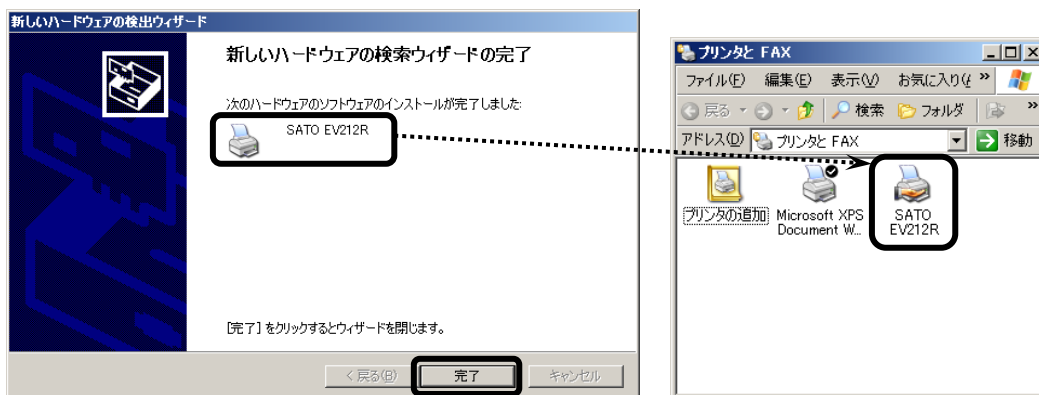 新しいハードウェアの検出ウィザード
新しいハードウェアの検索ウィザードの完了
次のハードウェアのソフトウェアのインストールが完了しました:
SATO EV212R
[完了] をクリックするとウィザードを閉じます。
< 戻る(B)
完了
キャンセル
プリンタと FAX
ファイル(F) 編集(E) 表示(V) お気に入り(
戻る 検索 フォルダ
アドレス(D) プリンタと FAX 移動
プリンタの追加
Microsoft XPS
Document W...
SATO
EV212R